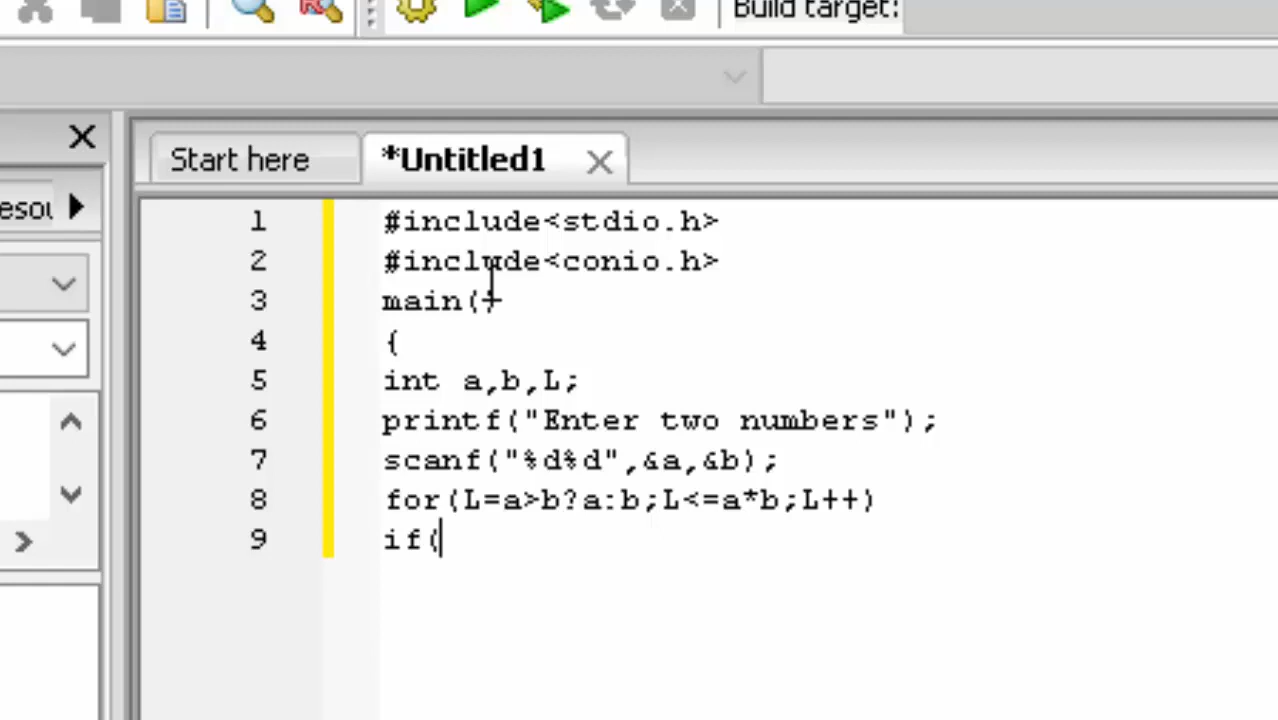 Build target:
Start here
*Untitled1
1 #include<stdio.h>
2 #include<conio.h>
3 main()
4 {
5 int a,b,L;
6 printf("Enter two numbers");
7 scanf("%d%d",&a,&b);
8 for(L=a>b?a:b;L<=a*b;L++)
9 if(